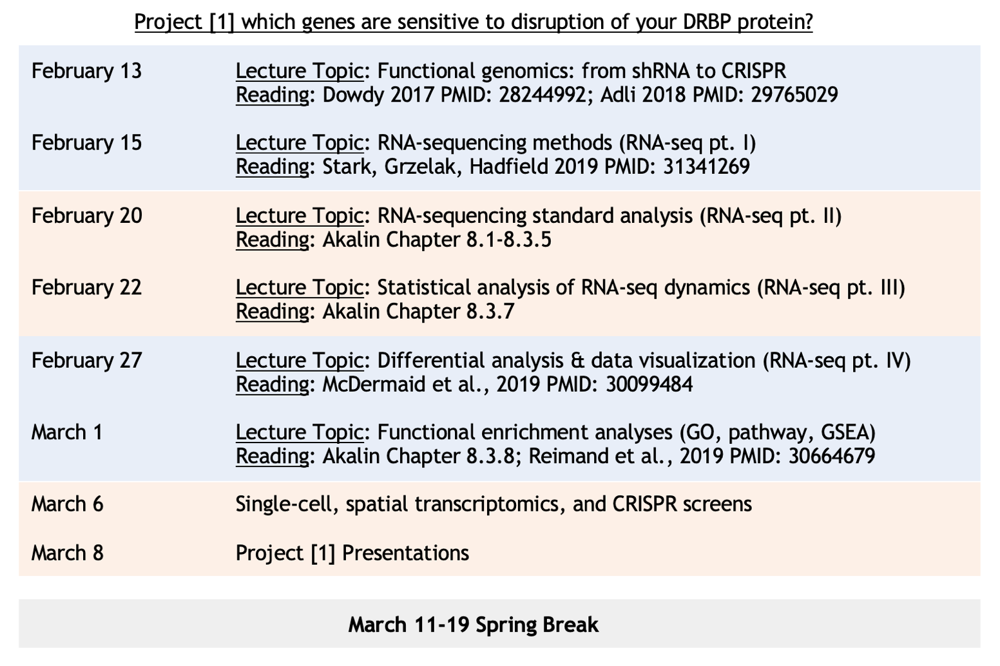 Project [1] which genes are sensitive to disruption of your DRBP protein?
February 13
Lecture Topic: Functional genomics: from shRNA to CRISPR
Reading: Dowdy 2017 PMID: 28244992; Adli 2018 PMID: 29765029
February 15
Lecture Topic: RNA-sequencing methods (RNA-seq pt. I)
Reading: Stark, Grzelak, Hadfield 2019 PMID: 31341269
February 20
Lecture Topic: RNA-sequencing standard analysis (RNA-seq pt. II)
Reading: Akalin Chapter 8.1-8.3.5
February 22
Lecture Topic: Statistical analysis of RNA-seq dynamics (RNA-seq pt. III)
Reading: Akalin Chapter 8.3.7
February 27
Lecture Topic: Differential analysis & data visualization (RNA-seq pt. IV)
Reading: McDermaid et al., 2019 PMID: 30099484
March 1
Lecture Topic: Functional enrichment analyses (GO, pathway, GSEA)
Reading: Akalin Chapter 8.3.8; Reimand et al., 2019 PMID: 30664679
March 6
Single-cell, spatial transcriptomics, and CRISPR screens
March 8
Project [1] Presentations
March 11-19 Spring Break